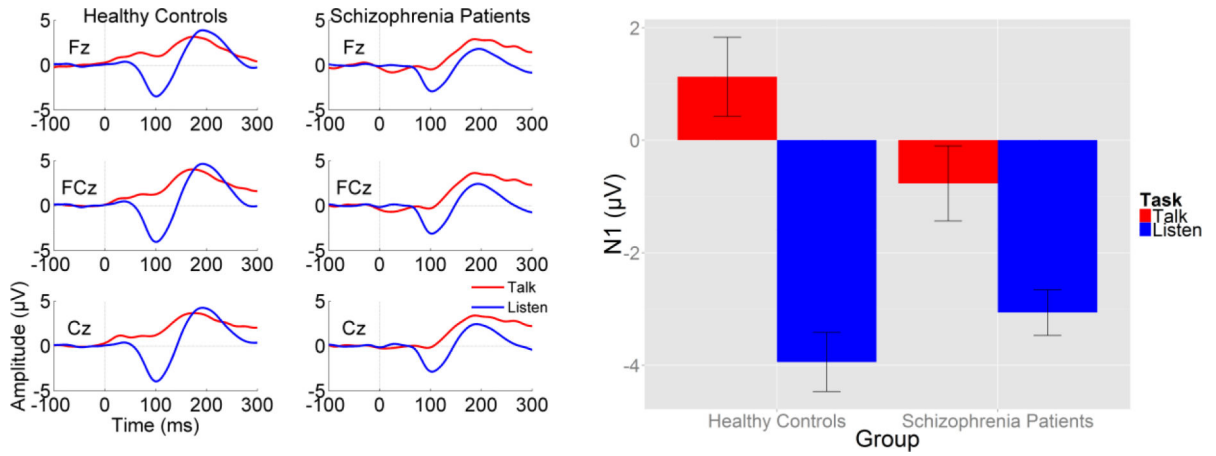 Healthy Controls
Schizophrenia Patients
5
Fz
0
-5
-100 0 100 200 300
5
Fz
0
-5
-100 0 100 200 300
5
FCz
0
-5
-100 0 100 200 300
5
FCz
0
-5
-100 0 100 200 300
5
Cz
0
-5
-100 0 100 200 300
Amplitude (μV)
Time (ms)
5
Talk
Listen
Cz
0
-5
-100 0 100 200 300
2
0
-2
-4
N1 (μV)
Healthy Controls
Schizophrenia Patients
Group
Task
Talk
Listen